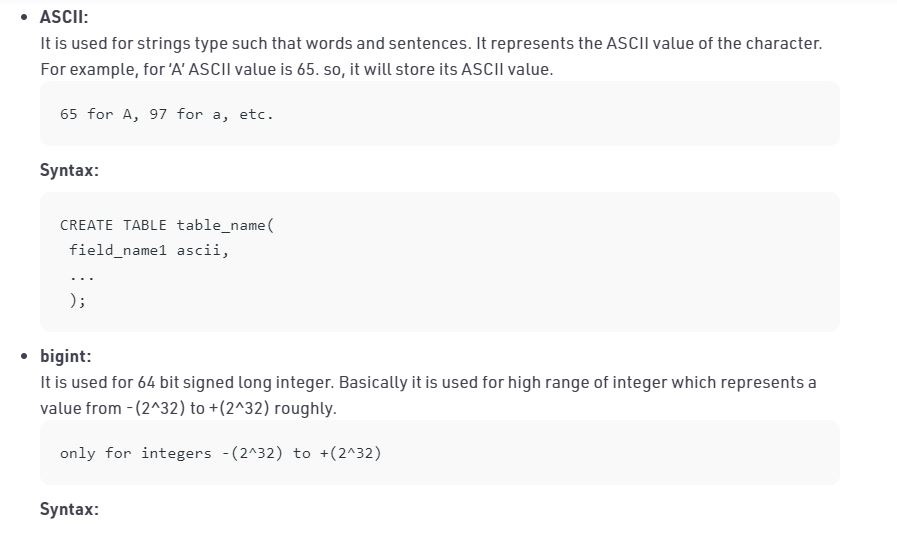 ASCII:
It is used for strings type such that words and sentences. It represents the ASCII value of the character.
For example, for ‘A’ ASCII value is 65. so, it will store its ASCII value.
65 for A, 97 for a, etc.
Syntax:
CREATE TABLE table_name(
field_name1 ascii,
...
);
bigint:
It is used for 64 bit signed long integer. Basically it is used for high range of integer which represents a
value from -(2^32) to +(2^32) roughly.
only for integers -(2^32) to +(2^32)
Syntax: